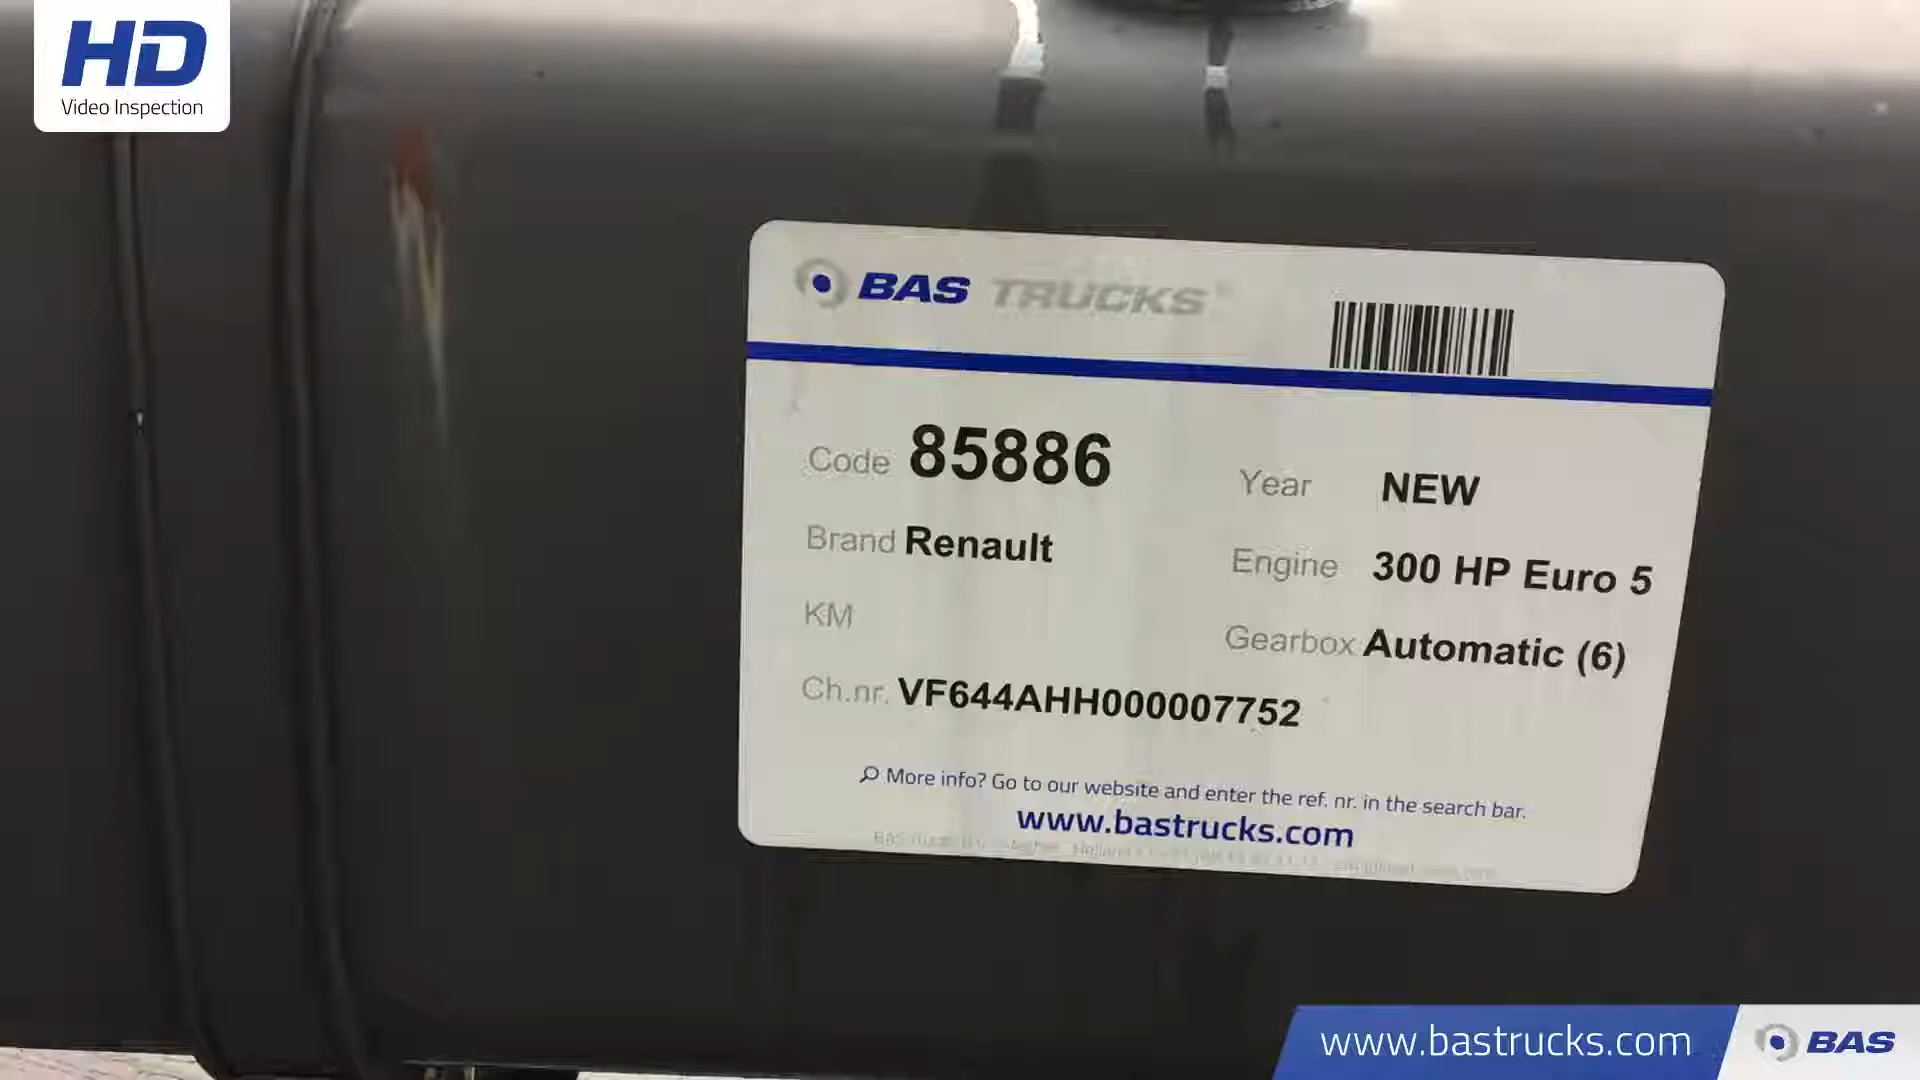 HD
Video Inspection
BAS TRUCKS
Code 85886
Year NEW
Brand Renault
Engine 300 HP Euro 5
KM
Gearbox Automatic (6)
Ch.nr. VF644AHH000007752
More info? Go to our website and enter the ref. nr. in the search bar.
www.bastrucks.com
www.bastrucks.com
BAS